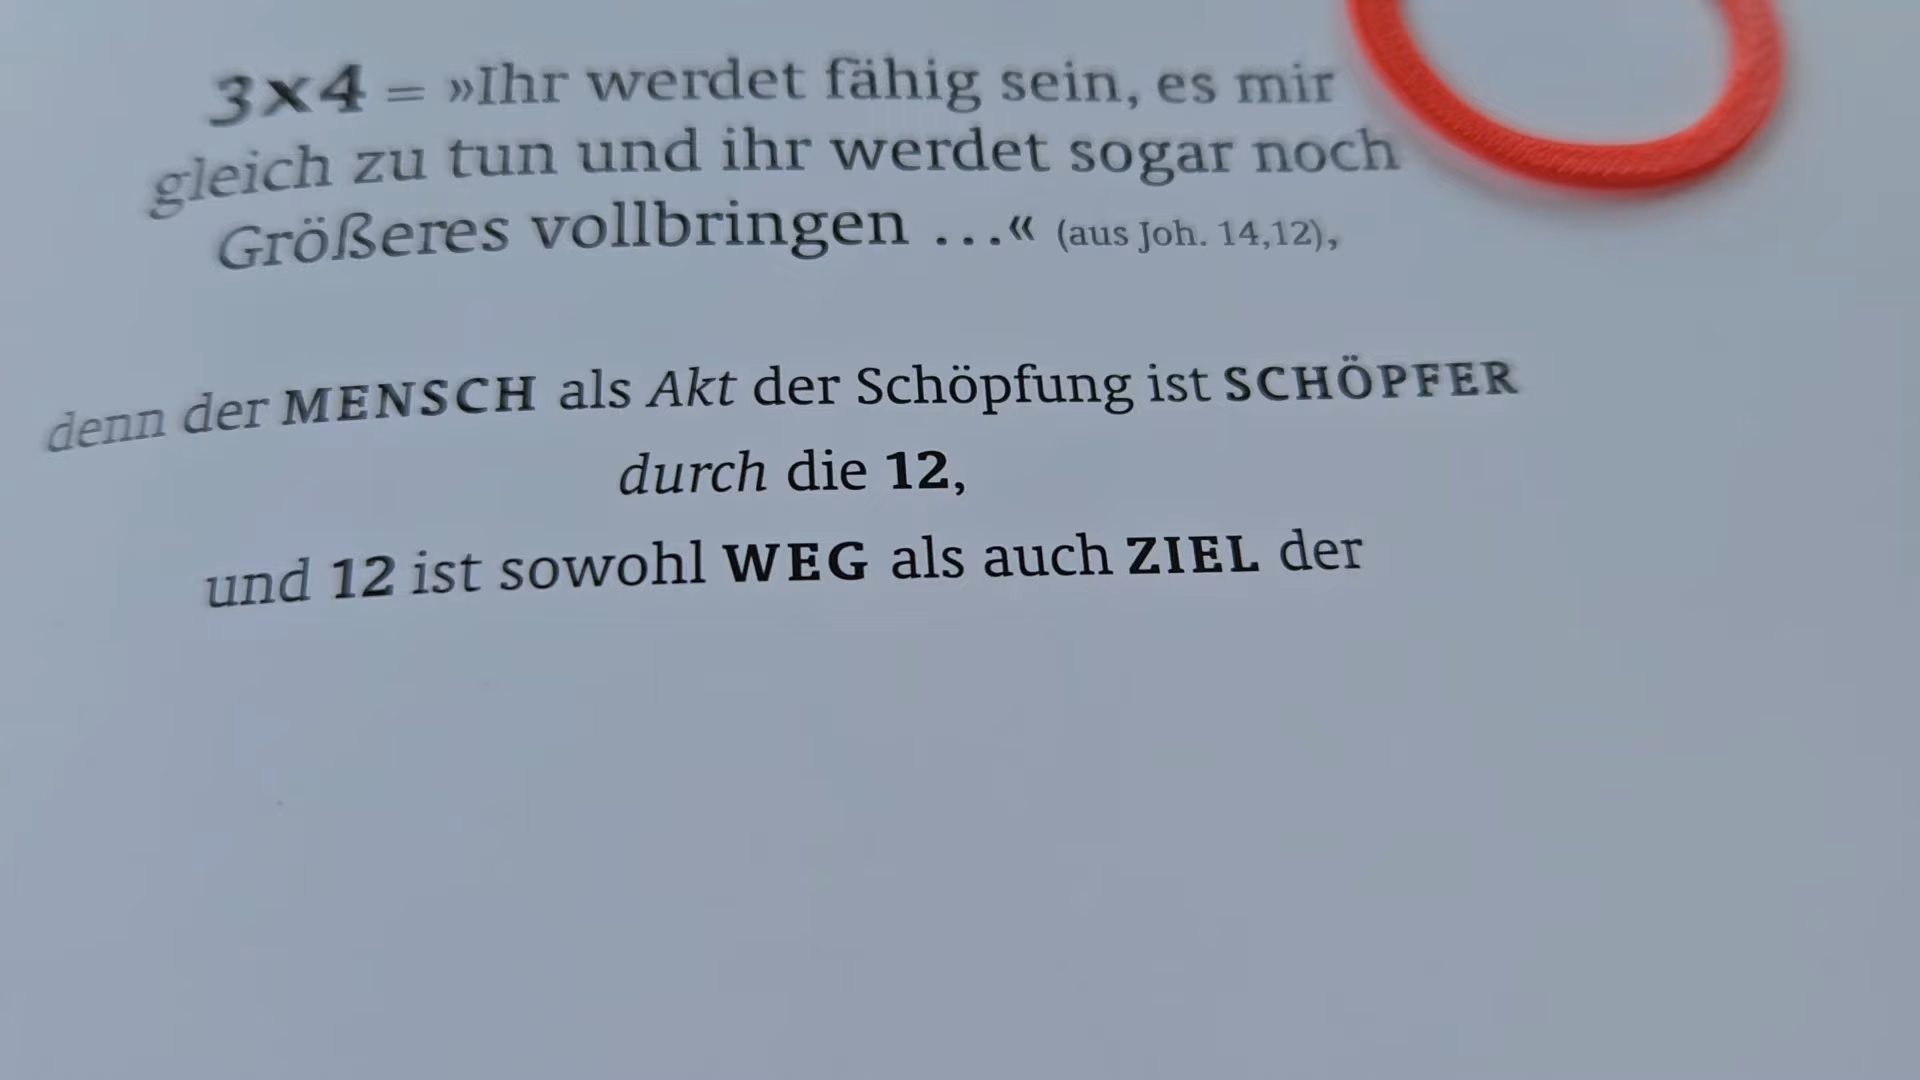 3x4 = »Ihr werdet fähig sein, es mir
gleich zu tun und ihr werdet sogar noch
Größeres vollbringen ...« (aus Joh. 14,12),
denn der MENSCH als Akt der Schöpfung ist SCHÖPFER
durch die 12,
und 12 ist sowohl WEG als auch ZIEL der